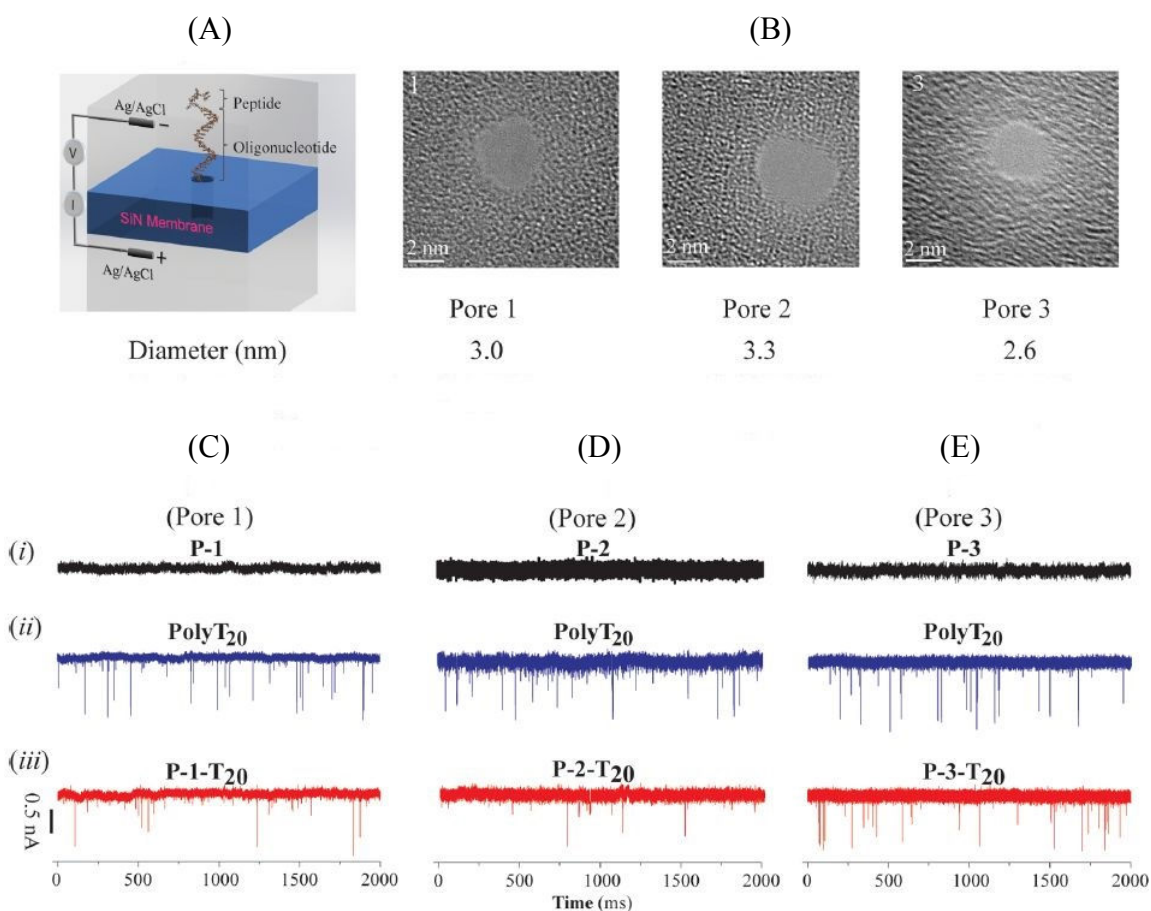 (A)
(B)
Ag/AgCl
−
V
I
Peptide
Oligonucleotide
SiN Membrane
+
Ag/AgCl
1
2 nm
2 nm
3
2 nm
Pore 1
Pore 2
Pore 3
Diameter (nm)
3.0
3.3
2.6
(C)
(D)
(E)
(Pore 1)
(Pore 2)
(Pore 3)
(i)
P-1
P-2
P-3
(ii)
PolyT20
PolyT20
PolyT20
(iii)
P-1-T20
P-2-T20
P-3-T20
0.5 nA
0 500 1000 1500 2000
0 500 1000 1500 2000
0 500 1000 1500 2000
Time (ms)